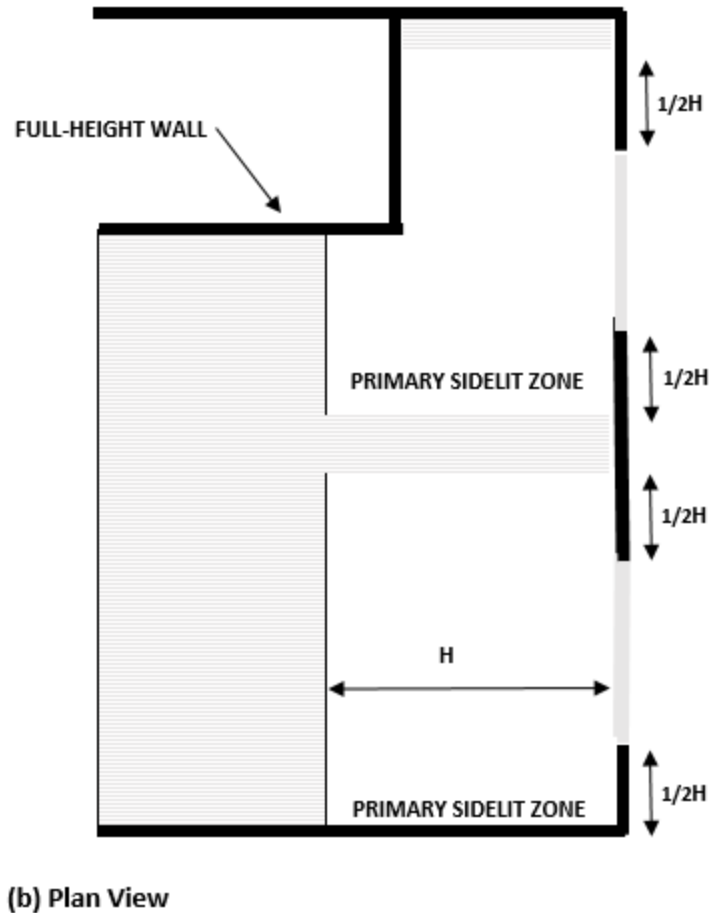 1/2H
FULL-HEIGHT WALL
PRIMARY SIDELIT ZONE
1/2H
1/2H
H
1/2H
PRIMARY SIDELIT ZONE
(b) Plan View